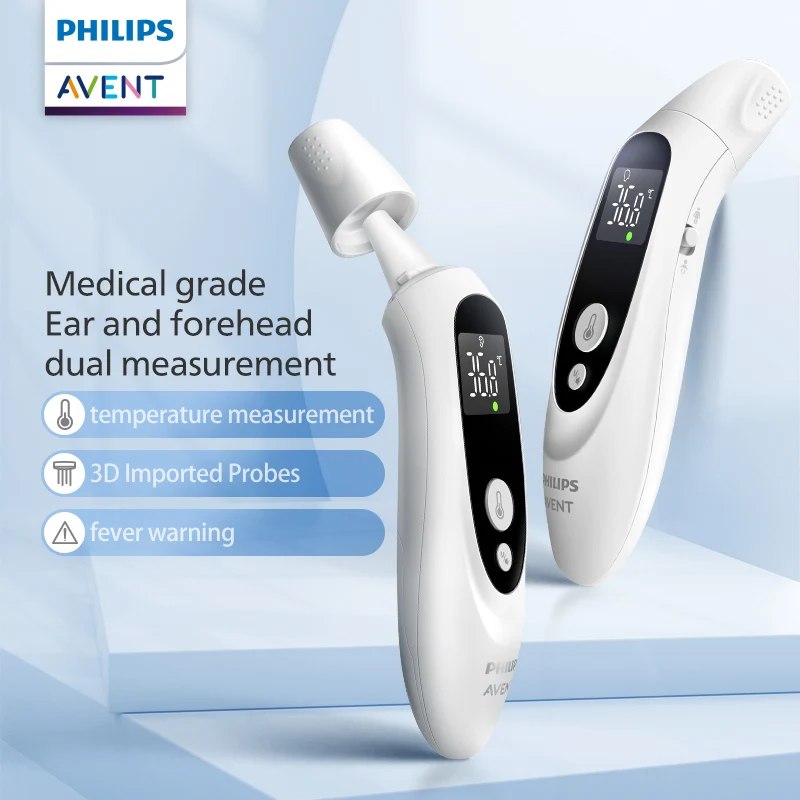 PHILIPS
AVENT
Medical grade
Ear and forehead
dual measurement
temperature measurement
3D Imported Probes
fever warning
36.8 °C
36.8 °C
PHILIPS
AVENT
PHILIPS
AVENT